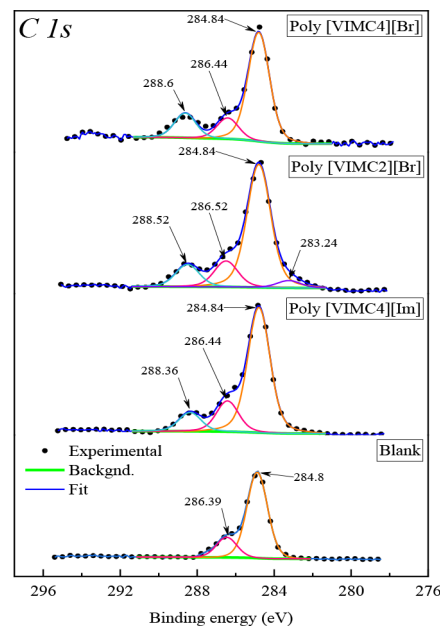 C 1s
284.84
Poly [VIMC4][Br]
286.44
288.6
284.84
Poly [VIMC2][Br]
286.52
288.52
283.24
284.84
Poly [VIMC4][Im]
286.44
288.36
Blank
Experimental
Backgnd.
Fit
284.8
286.39
296 292 288 284 280 276
Binding energy (eV)